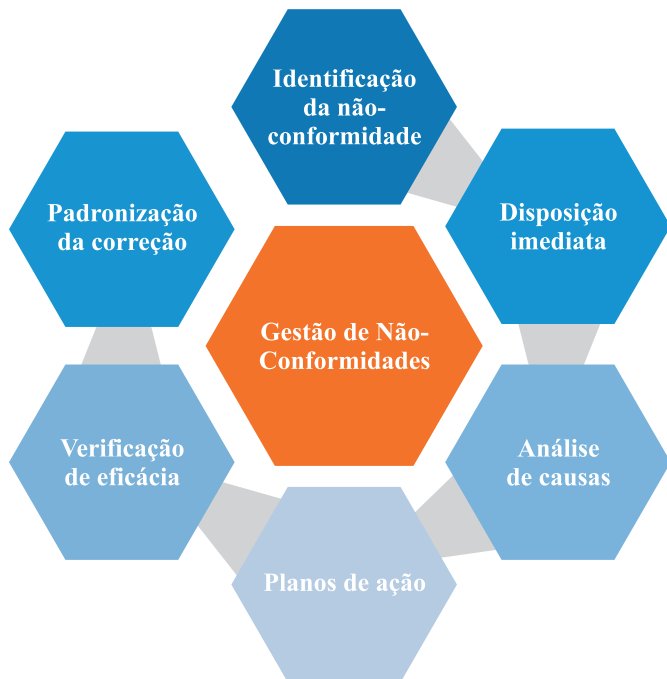 Identificação
da não-
conformidade
Disposição
imediata
Análise
de causas
Planos de ação
Verificação
de eficácia
Padronização
da correção
Gestão de Não-
Conformidades